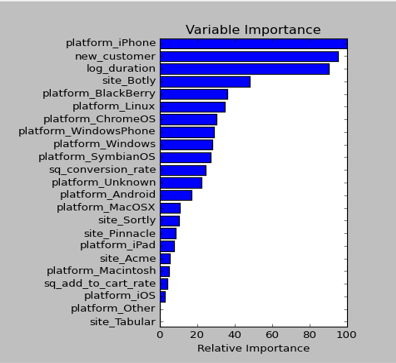 Variable Importance
platform_iPhone
new_customer
log_duration
site_Botly
platform_BlackBerry
platform_Linux
platform_ChromeOS
platform_WindowsPhone
platform_Windows
platform_SymbianOS
sq_conversion_rate
platform_Unknown
platform_Android
platform_MacOSX
site_Sortly
site_Pinnacle
platform_iPad
site_Acme
platform_Macintosh
sq_add_to_cart_rate
platform_iOS
platform_Other
site_Tabular
0 20 40 60 80 100
Relative Importance